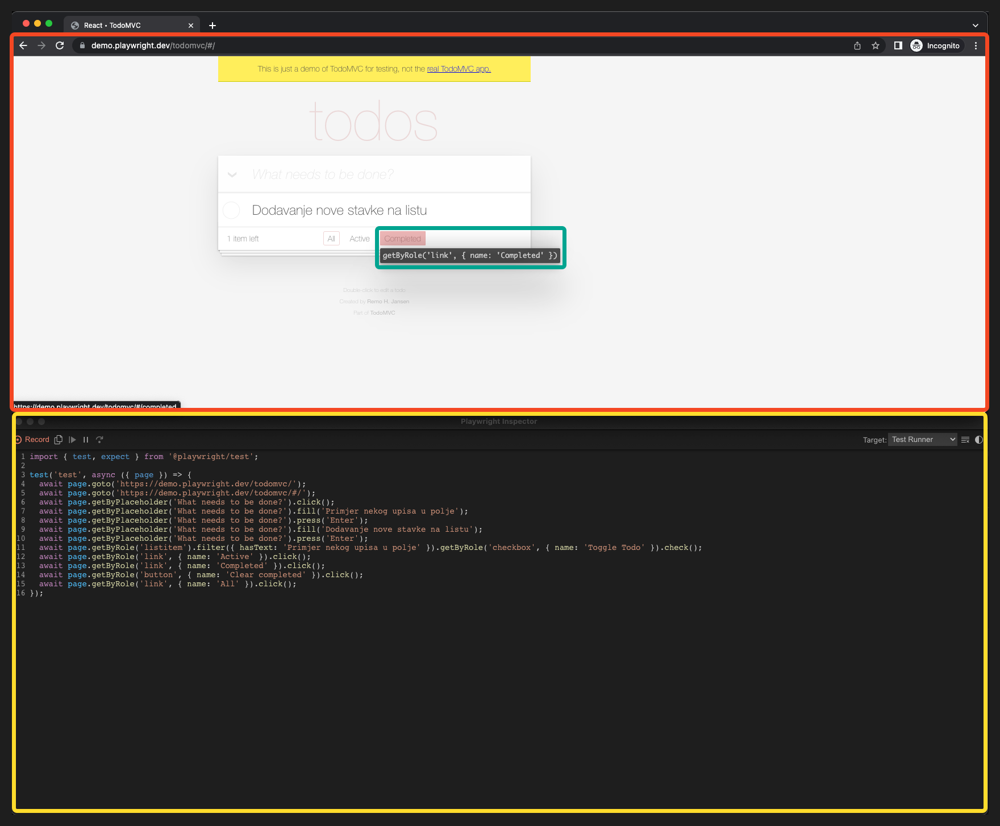 React • TodoMVC
demo.playwright.dev/todomvc/#/
Incognito
This is just a demo of TodoMVC for testing, not the real TodoMVC app.
todos
What needs to be done?
Dodavanje nove stavke na listu
1 item left All Active Completed
getByRole('link', { name: 'Completed' })
Double-click to edit a todo
Created by Remo H. Jansen
Part of TodoMVC
https://demo.playwright.dev/todomvc/#/completed
Playwright Inspector
Record Target: Test Runner
1 import { test, expect } from '@playwright/test';
2
3 test('test', async ({ page }) => {
4 await page.goto('https://demo.playwright.dev/todomvc/');
5 await page.goto('https://demo.playwright.dev/todomvc/#/');
6 await page.getByPlaceholder('What needs to be done?').click();
7 await page.getByPlaceholder('What needs to be done?').fill('Primjer nekog upisa u polje');
8 await page.getByPlaceholder('What needs to be done?').press('Enter');
9 await page.getByPlaceholder('What needs to be done?').fill('Dodavanje nove stavke na listu');
10 await page.getByPlaceholder('What needs to be done?').press('Enter');
11 await page.getByRole('listitem').filter({ hasText: 'Primjer nekog upisa u polje' }).getByRole('checkbox', { name: 'Toggle Todo' }).check();
12 await page.getByRole('link', { name: 'Active' }).click();
13 await page.getByRole('link', { name: 'Completed' }).click();
14 await page.getByRole('button', { name: 'Clear completed' }).click();
15 await page.getByRole('link', { name: 'All' }).click();
16 });